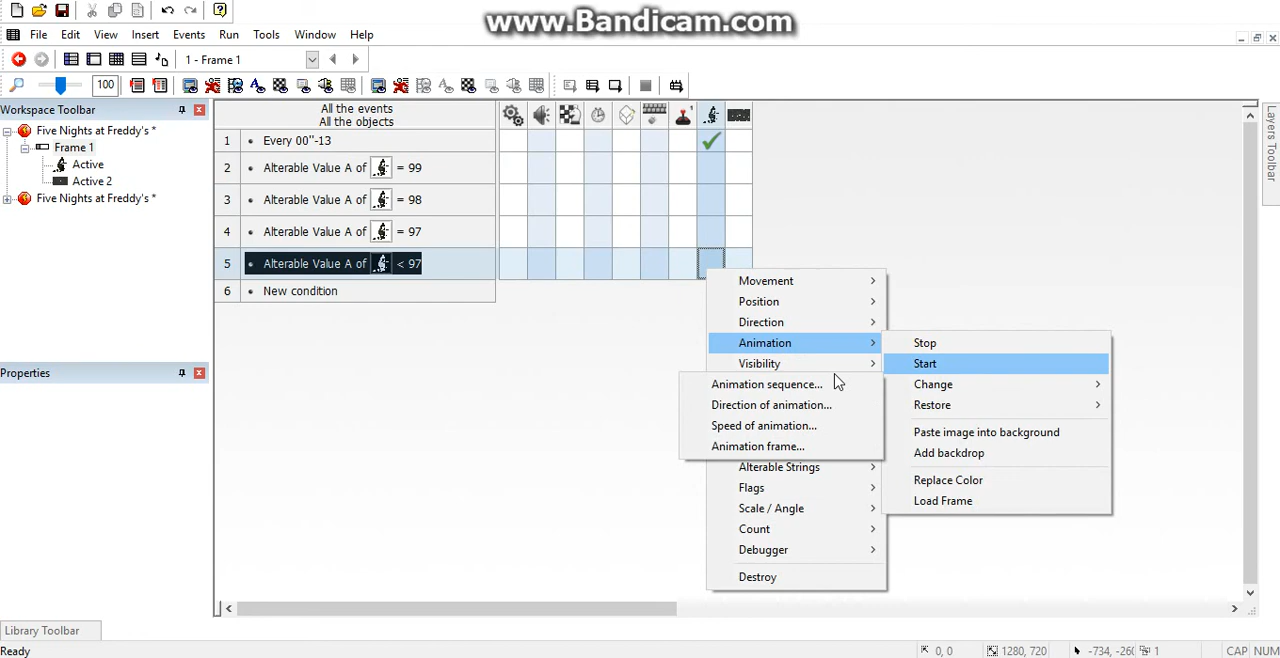 www.Bandicam.com
File Edit View Insert Events Run Tools Window Help
1 - Frame 1
100
Workspace Toolbar
Five Nights at Freddy's *
Frame 1
Active
Active 2
Five Nights at Freddy's *
Properties
Library Toolbar
Ready
All the events
All the objects
1 • Every 00"-13
2 • Alterable Value A of = 99
3 • Alterable Value A of = 98
4 • Alterable Value A of = 97
5 • Alterable Value A of < 97
6 • New condition
Movement
Position
Direction
Animation
Visibility
Alterable Strings
Flags
Scale / Angle
Count
Debugger
Destroy
Stop
Start
Change
Restore
Paste image into background
Add backdrop
Replace Color
Load Frame
Animation sequence...
Direction of animation...
Speed of animation...
Animation frame...
Layers Toolbar
0, 0
1280, 720
-734, -260
1
CAP
NUM